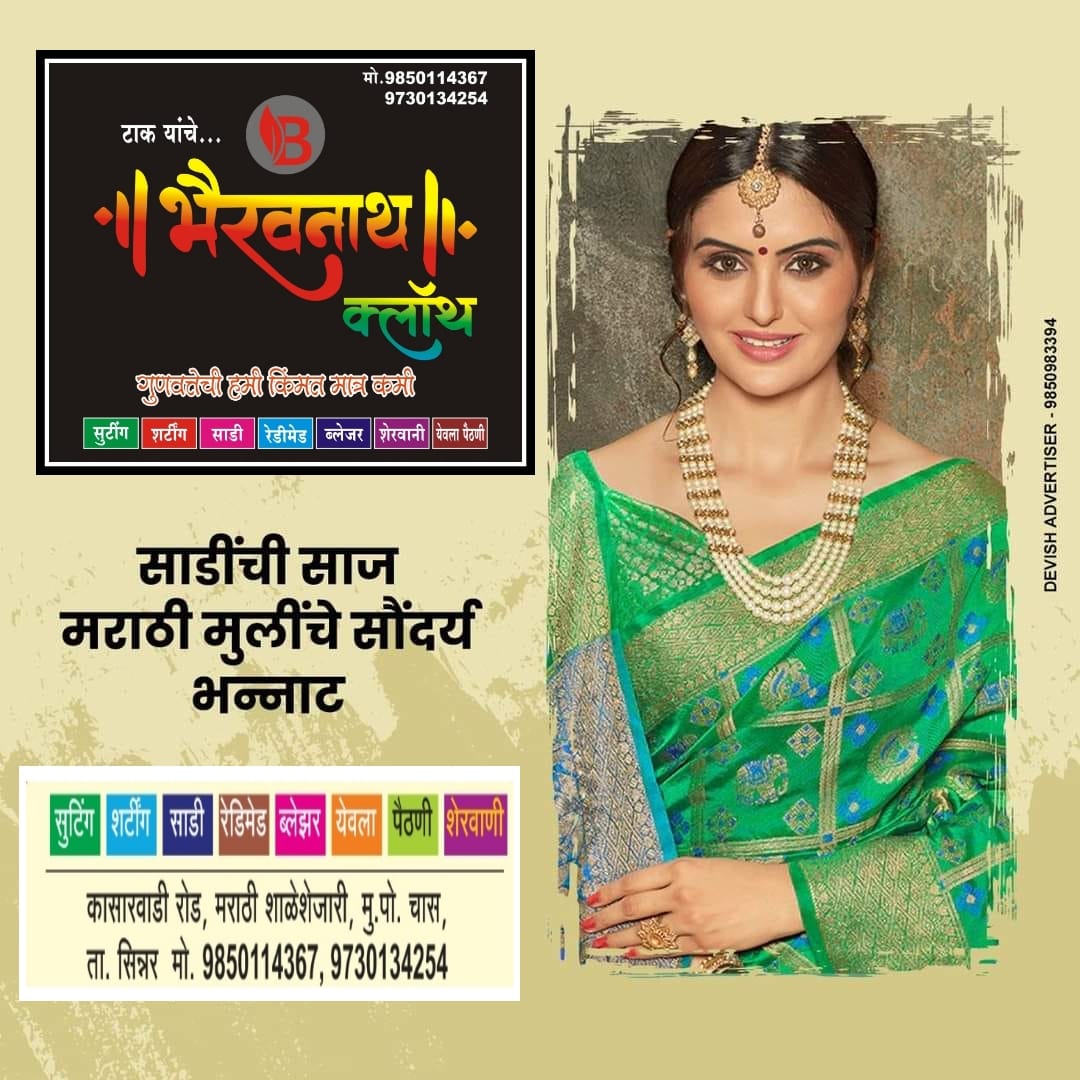 मो.9850114367
9730134254
टाक यांचे...
B
भैरवनाथ
क्लॉथ
गुणवत्तेची हमी किंमत मात्र कमी
सुटींग शर्टींग साडी रेडीमेड ब्लेजर शेरवानी येवला पैठणी
साडींची साज
मराठी मुलींचे सौंदर्य
भन्नाट
सुटिंग शर्टींग साडी रेडिमेड ब्लेझर येवला पैठणी शेरवाणी
कासारवाडी रोड, मराठी शाळेशेजारी, मु.पो. चास,
ता. सिन्नर मो. 9850114367, 9730134254
DEVISH ADVERTISER - 9850983394